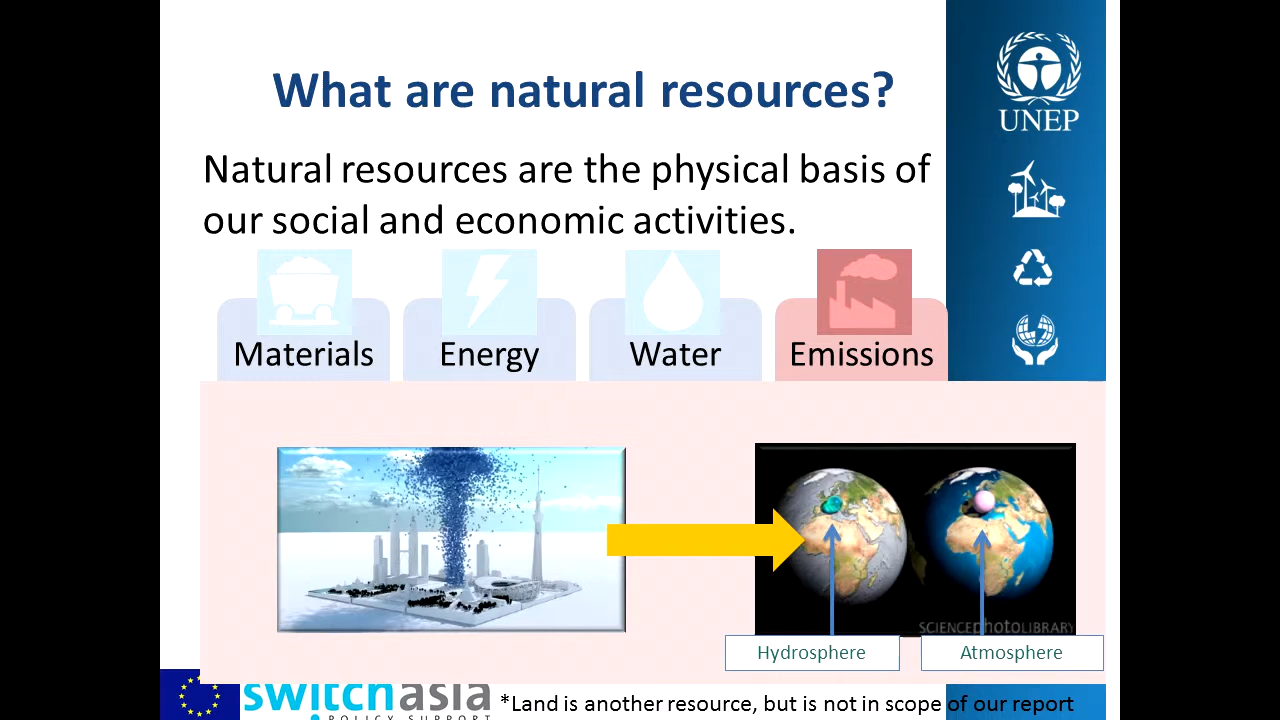 What are natural resources?
UNEP
Natural resources are the physical basis of
our social and economic activities.
Materials
Energy
Water
Emissions
SCIENCEphotoLIBRARY
Hydrosphere
Atmosphere
switchasia
POLICY SUPPORT
*Land is another resource, but is not in scope of our report